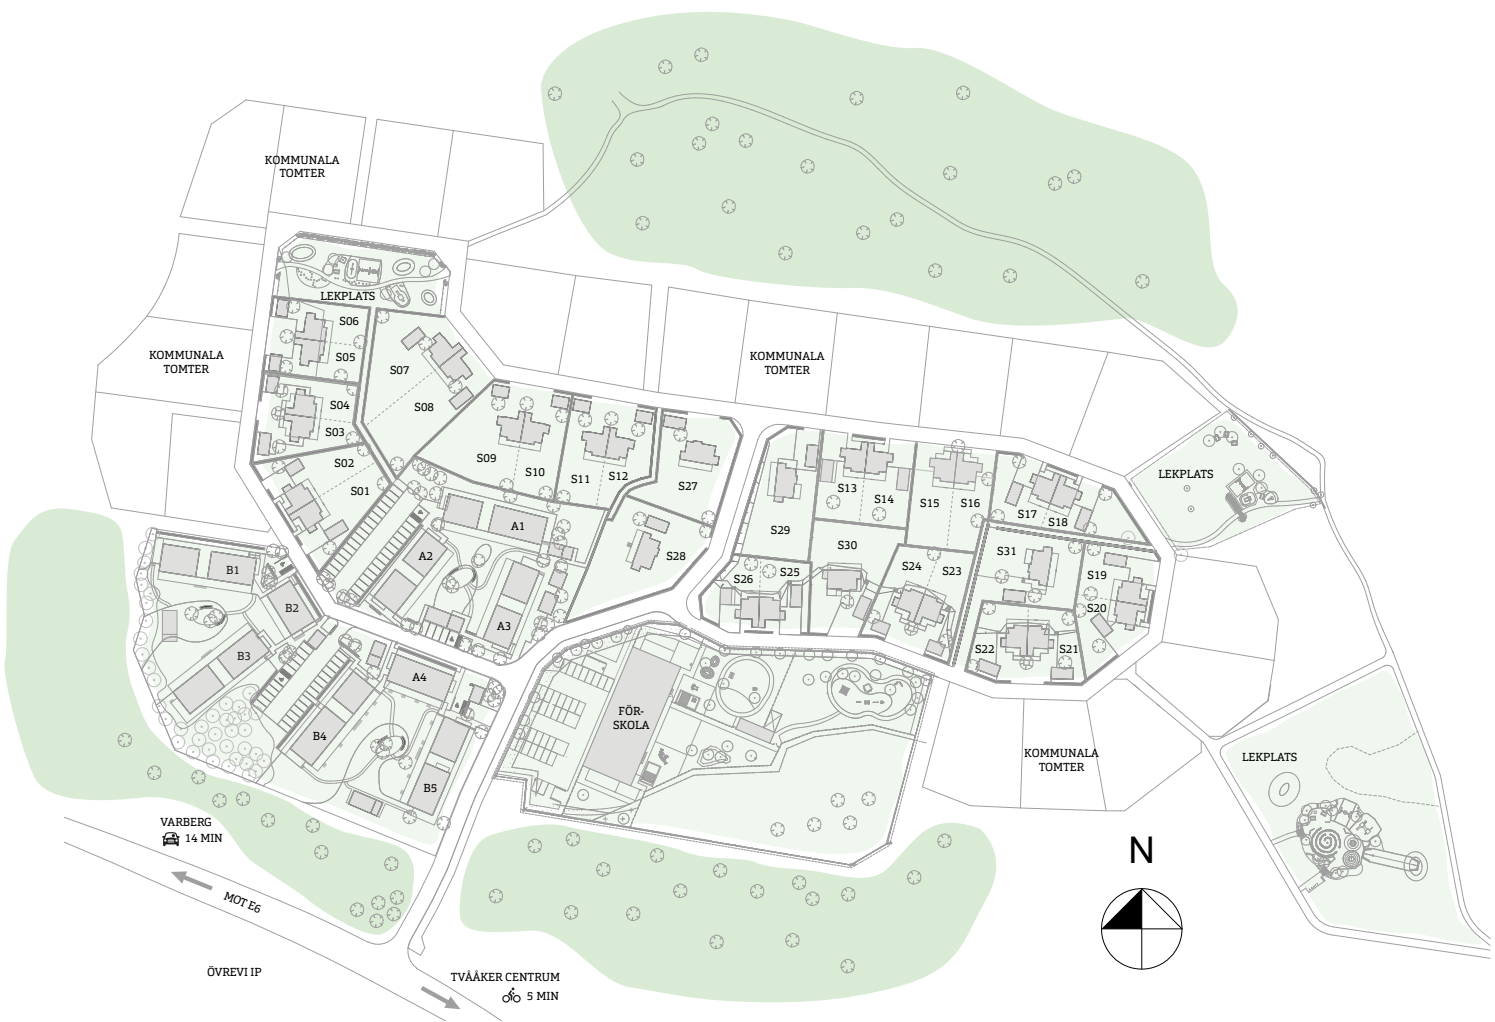 KOMMUNALA
TOMTER
LEKPLATS
S06
S05
KOMMUNALA
TOMTER
S04
S03
S07
S08
S02
S01
S09
S10
S11
S12
S27
S28
KOMMUNALA
TOMTER
S13
S14
S15
S16
S17
S18
S29
S30
S31
S24
S23
S26
S25
S19
S20
S22
S21
LEKPLATS
A1
A2
A3
A4
B1
B2
B3
B4
B5
FÖR-
SKOLA
KOMMUNALA
TOMTER
LEKPLATS
VARBERG
14 MIN
MOT E6
ÖVREVI IP
TVÅÅKER CENTRUM
5 MIN
N